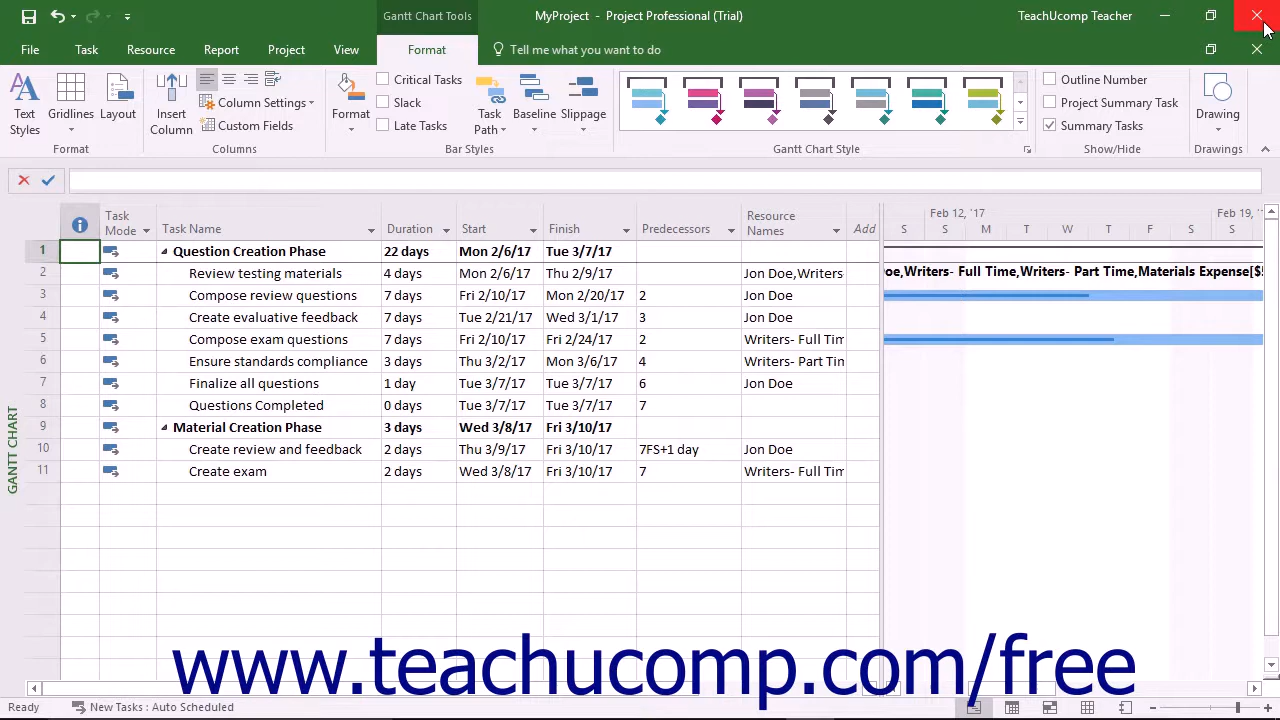 Gantt Chart Tools
MyProject - Project Professional (Trial)
TeachUcomp Teacher
File Task Resource Report Project View Format Tell me what you want to do
Text Styles
Gridlines
Layout
Format
Insert Column
Column Settings
Custom Fields
Columns
Format
Critical Tasks
Slack
Late Tasks
Task Path
Baseline
Slippage
Bar Styles
Gantt Chart Style
Outline Number
Project Summary Task
Summary Tasks
Show/Hide
Drawing
Drawings
GANTT CHART
Task Mode Task Name Duration Start Finish Predecessors Resource Names Add
1 Question Creation Phase 22 days Mon 2/6/17 Tue 3/7/17
2 Review testing materials 4 days Mon 2/6/17 Thu 2/9/17 Jon Doe,Writers
3 Compose review questions 7 days Fri 2/10/17 Mon 2/20/17 2 Jon Doe
4 Create evaluative feedback 7 days Tue 2/21/17 Wed 3/1/17 3 Jon Doe
5 Compose exam questions 7 days Fri 2/10/17 Fri 2/24/17 2 Writers- Full Tim
6 Ensure standards compliance 3 days Thu 3/2/17 Mon 3/6/17 4 Writers- Part Tin
7 Finalize all questions 1 day Tue 3/7/17 Tue 3/7/17 6 Jon Doe
8 Questions Completed 0 days Tue 3/7/17 Tue 3/7/17 7
9 Material Creation Phase 3 days Wed 3/8/17 Fri 3/10/17
10 Create review and feedback 2 days Thu 3/9/17 Fri 3/10/17 7FS+1 day Jon Doe
11 Create exam 2 days Wed 3/8/17 Fri 3/10/17 7 Writers- Full Tim
Feb 12, '17 Feb 19, '
S S M T W T F S S
oe,Writers- Full Time,Writers- Part Time,Materials Expense[$
www.teachucomp.com/free
Ready New Tasks : Auto Scheduled